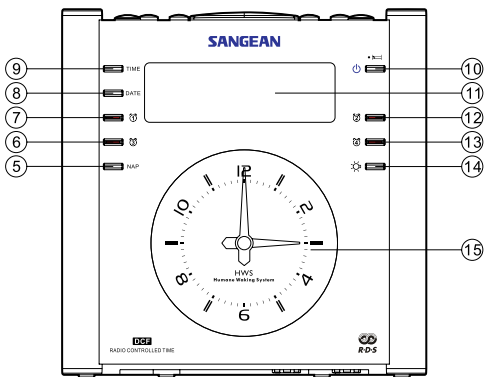 SANGEAN
9 TIME 10
8 DATE 11
7 12
6 13
5 NAP 14
12
2
4
6
8
10
15
HWS
Humane Waking System
DCF
RADIO CONTROLLED TIME
R·D·S